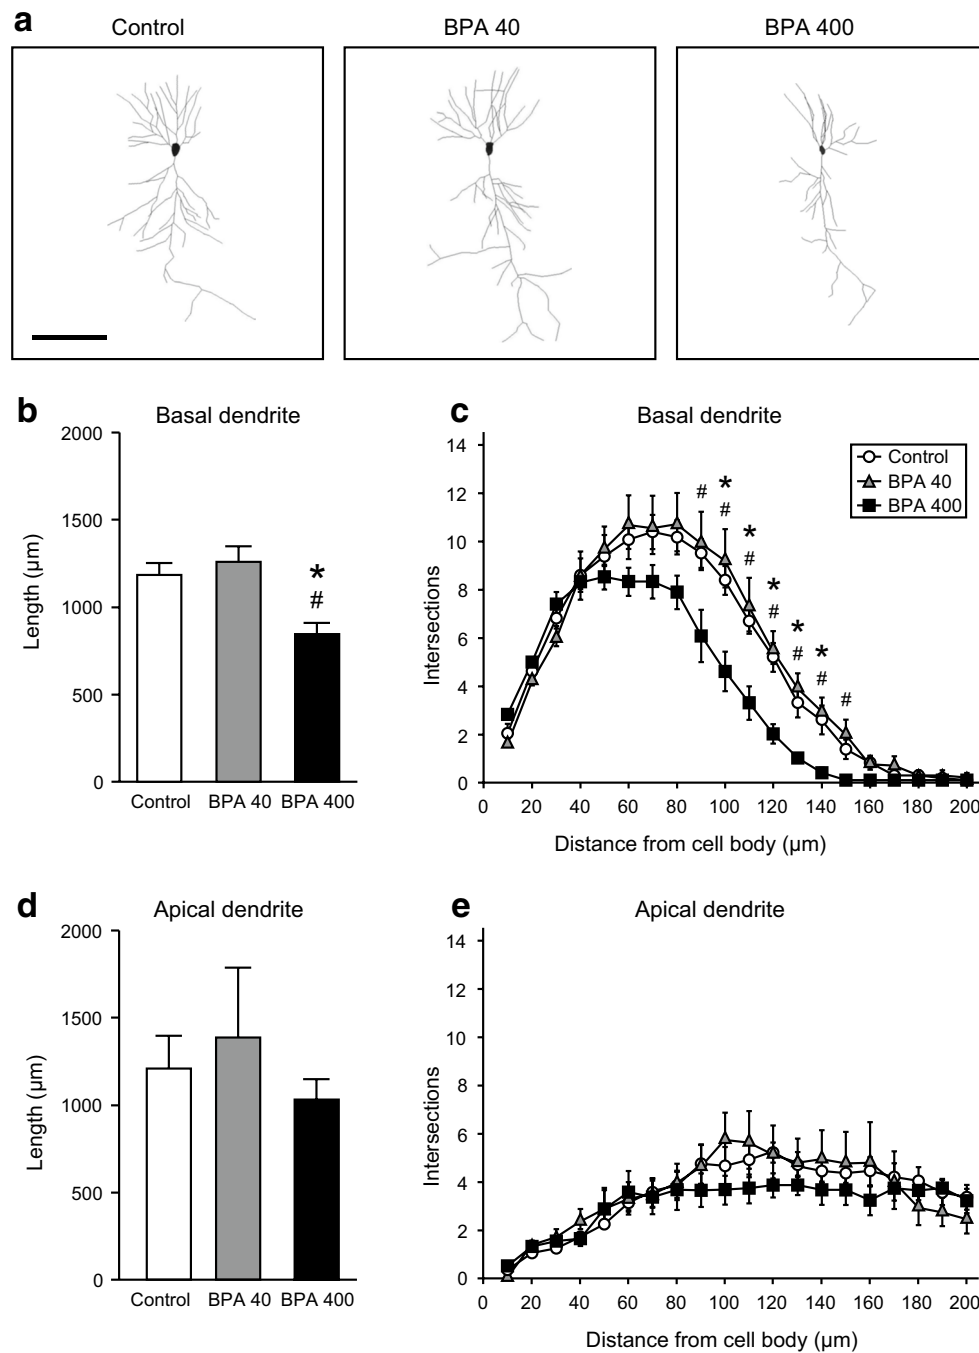 a
Control
BPA 40
BPA 400
b
Basal dendrite
2000
1500
1000
500
0
Length (µm)
*
#
Control
BPA 40
BPA 400
c
Basal dendrite
14
12
10
8
6
4
2
0
Intersections
Control
BPA 40
BPA 400
#
*
#
*
#
*
#
*
#
*
#
#
0 20 40 60 80 100 120 140 160 180 200
Distance from cell body (µm)
d
Apical dendrite
2000
1500
1000
500
0
Length (µm)
Control
BPA 40
BPA 400
e
Apical dendrite
14
12
10
8
6
4
2
0
Intersections
0 20 40 60 80 100 120 140 160 180 200
Distance from cell body (µm)